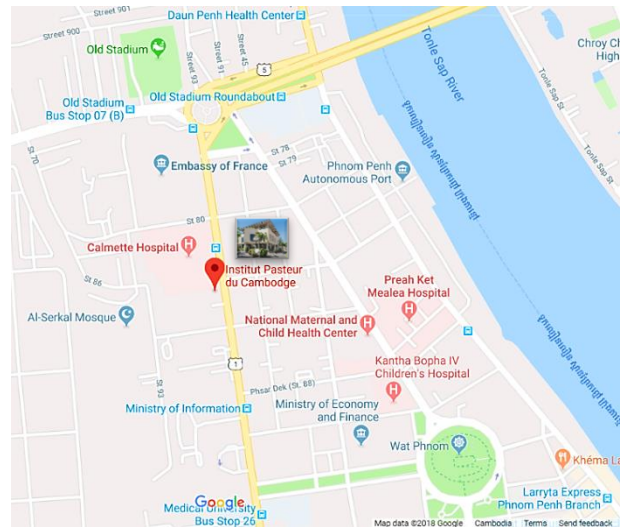 Daun Penh Health Center
Street 900
Street 901
Old Stadium
Street 93
Street 91
Street 45
5
Tonle Sap River
Old Stadium
Bus Stop 07 (B)
Old Stadium Roundabout
St 70
Embassy of France
St 78
St 79
Phnom Penh
Autonomous Port
Tonle Sap St
St 80
Calmette Hospital
Institut Pasteur
du Cambodge
St 86
Preah Ket
Mealea Hospital
Al-Serkal Mosque
National Maternal and
Child Health Center
1
Kantha Bopha IV
Children's Hospital
St 93
Phsar Dek (St. 88)
Ministry of Information
Ministry of Economy
and Finance
Wat Phnom
Google
Medical University
Bus Stop 26
Larryta Express
Phnom Penh Branch
Map data ©2018 Google Cambodia Terms Send feedback